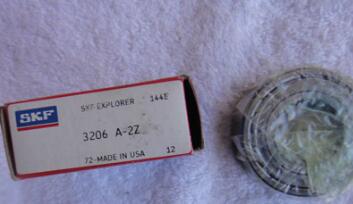 SKF
SKF EXPLORER 144E
3206 A-2Z
72-MADE IN USA 12